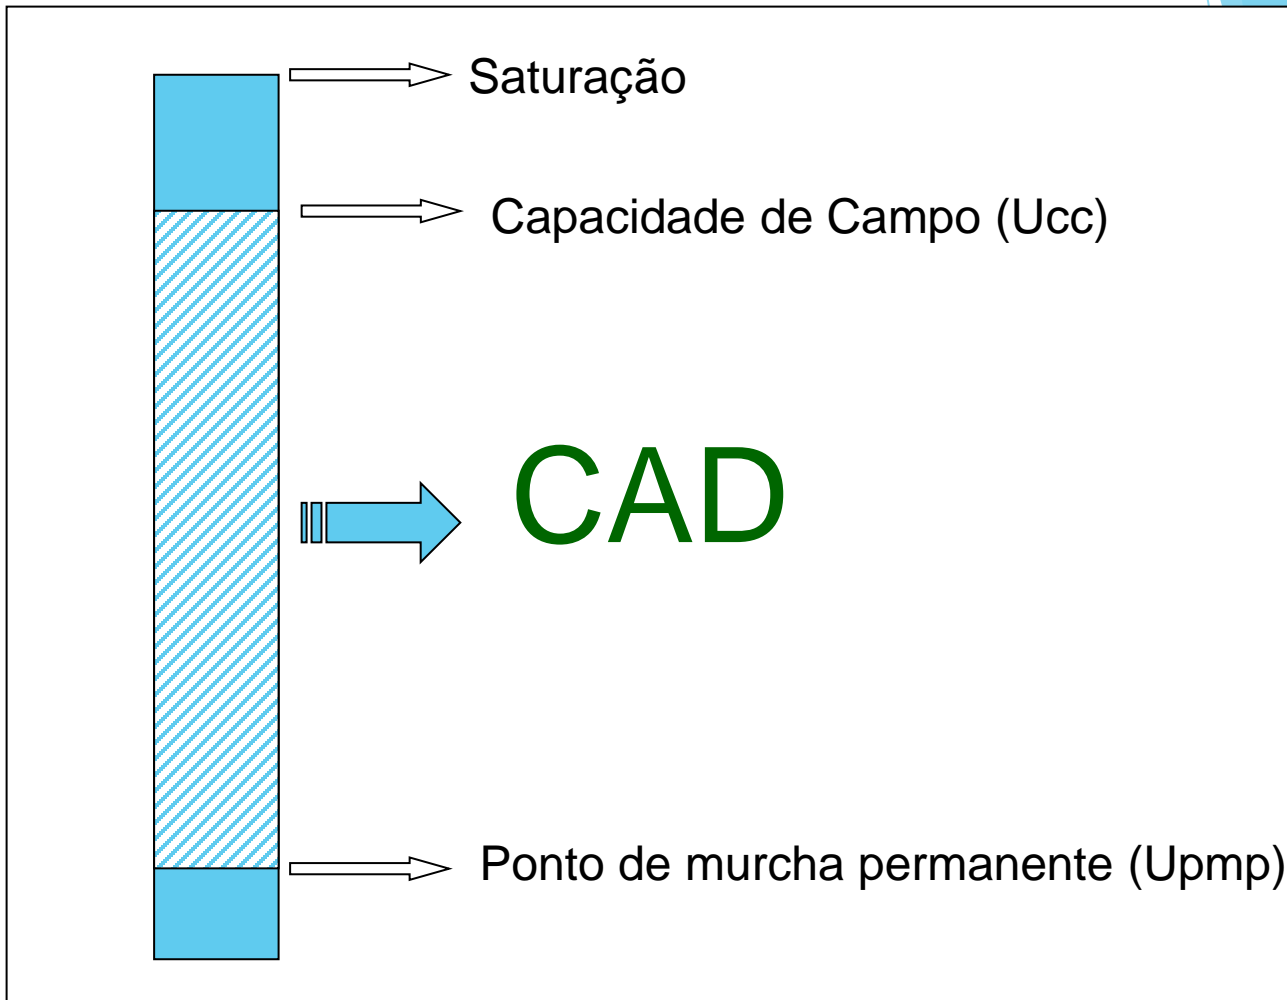 Saturação
Capacidade de Campo (Ucc)
CAD
Ponto de murcha permanente (Upmp)